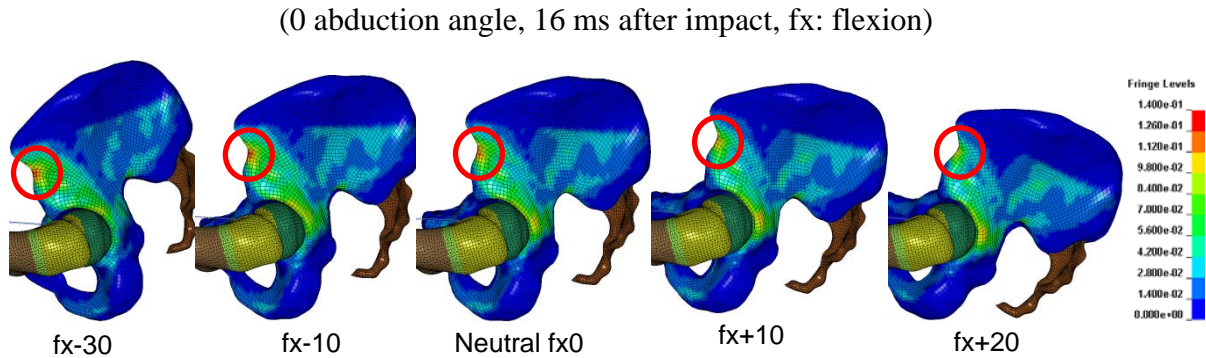 (0 abduction angle, 16 ms after impact, fx: flexion)
Fringe Levels
1.400e-01
1.260e-01
1.120e-01
9.800e-02
8.400e-02
7.000e-02
5.600e-02
4.200e-02
2.800e-02
1.400e-02
0.000e+00
fx-30
fx-10
Neutral fx0
fx+10
fx+20